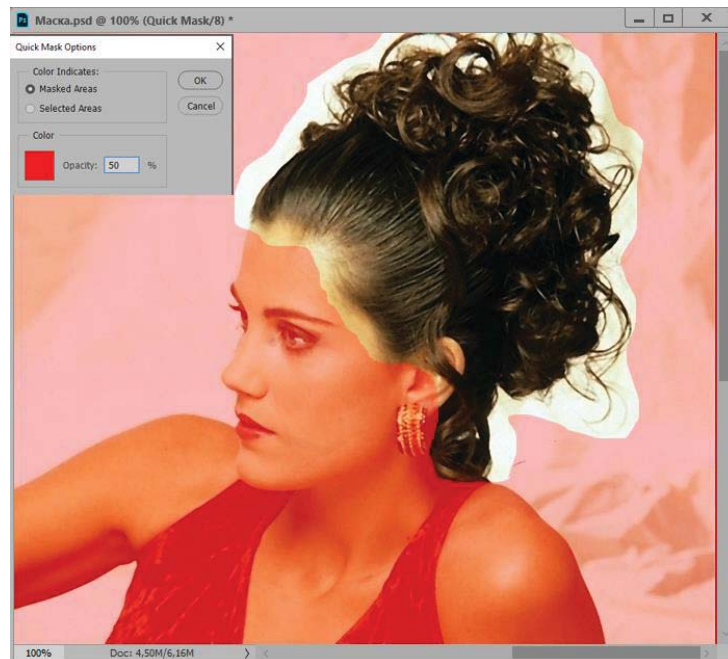 Ps Маска.psd @ 100% (Quick Mask/8) *
Quick Mask Options
Color Indicates:
Masked Areas
Selected Areas
OK
Cancel
Color
Opacity: 50 %
100% Doc: 4,50M/6,16M